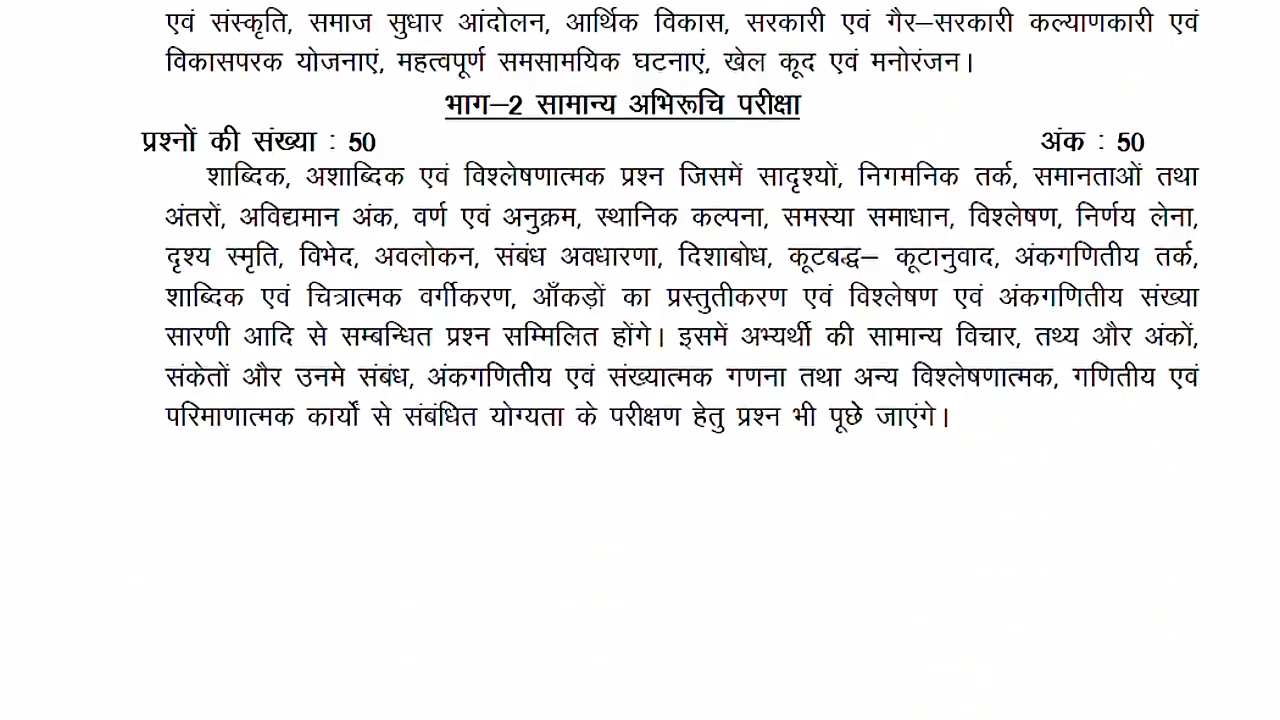 एवं संस्कृति, समाज सुधार आंदोलन, आर्थिक विकास, सरकारी एवं गैर–सरकारी कल्याणकारी एवं
विकासपरक योजनाएं, महत्वपूर्ण समसामयिक घटनाएं, खेल कूद एवं मनोरंजन।
भाग–2 सामान्य अभिरूचि परीक्षा
प्रश्नों की संख्या : 50 अंक : 50
शाब्दिक, अशाब्दिक एवं विश्लेषणात्मक प्रश्न जिसमें सादृश्यों, निगमनिक तर्क, समानताओं तथा
अंतरों, अविद्यमान अंक, वर्ण एवं अनुक्रम, स्थानिक कल्पना, समस्या समाधान, विश्लेषण, निर्णय लेना,
दृश्य स्मृति, विभेद, अवलोकन, संबंध अवधारणा, दिशाबोध, कूटबद्ध– कूटानुवाद, अंकगणितीय तर्क,
शाब्दिक एवं चित्रात्मक वर्गीकरण, आँकड़ों का प्रस्तुतीकरण एवं विश्लेषण एवं अंकगणितीय संख्या
सारणी आदि से सम्बन्धित प्रश्न सम्मिलित होंगे। इसमें अभ्यर्थी की सामान्य विचार, तथ्य और अंकों,
संकेतों और उनमे संबंध, अंकगणितीय एवं संख्यात्मक गणना तथा अन्य विश्लेषणात्मक, गणितीय एवं
परिमाणात्मक कार्यों से संबंधित योग्यता के परीक्षण हेतु प्रश्न भी पूछे जाएंगे।